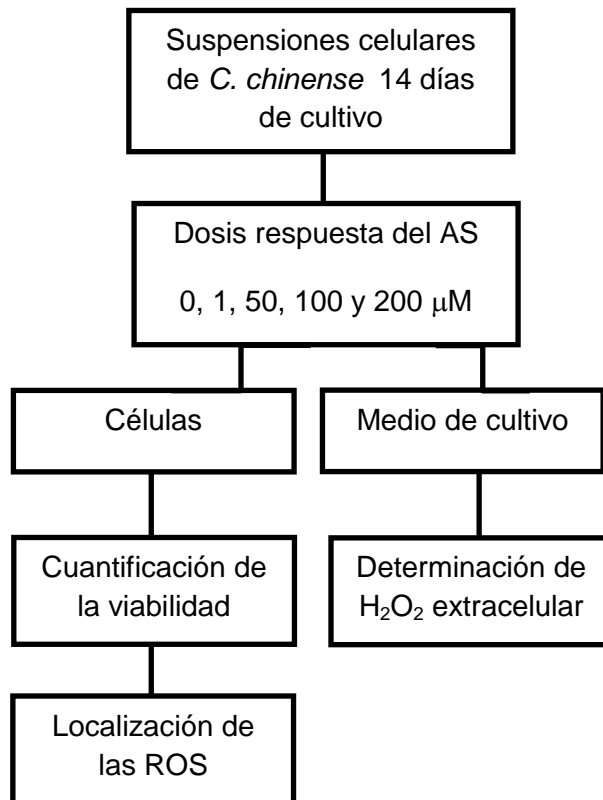 Suspensiones celulares
de C. chinense 14 días
de cultivo
Dosis respuesta del AS
0, 1, 50, 100 y 200 μM
Células
Medio de cultivo
Cuantificación de
la viabilidad
Determinación de
H₂O₂ extracelular
Localización de
las ROS